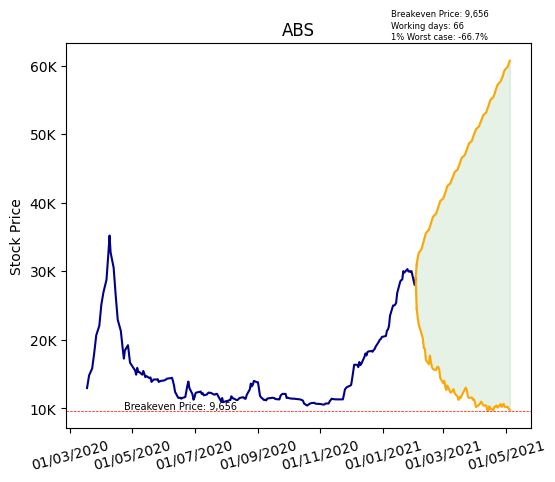 Breakeven Price: 9,656
Working days: 66
1% Worst case: -66.7%
ABS
Stock Price
60K
50K
40K
30K
20K
10K
Breakeven Price: 9,656
01/03/2020
01/05/2020
01/07/2020
01/09/2020
01/11/2020
01/01/2021
01/03/2021
01/05/2021